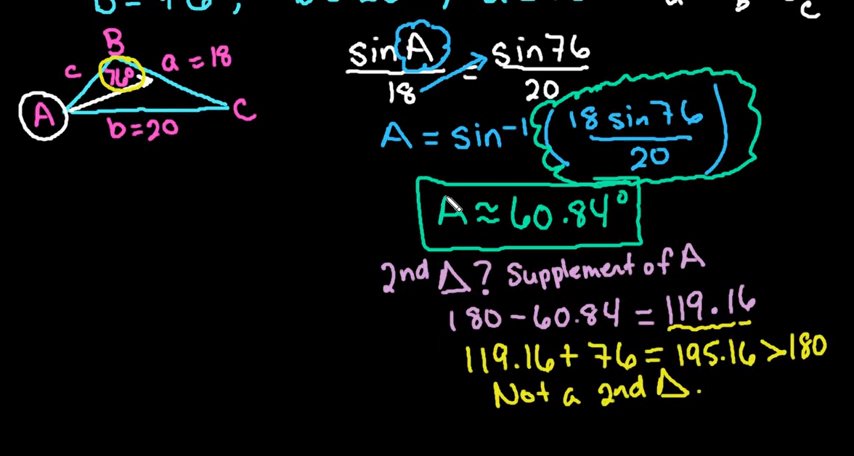 B
c
76°
a = 18
A
b = 20
C
c
sin A / 18 = sin 76 / 20
A = sin⁻¹ ( 18 sin 76 / 20 )
A ≈ 60.84°
2nd △? Supplement of A
180 - 60.84 = 119.16
119.16 + 76 = 195.16 > 180
Not a 2nd △.